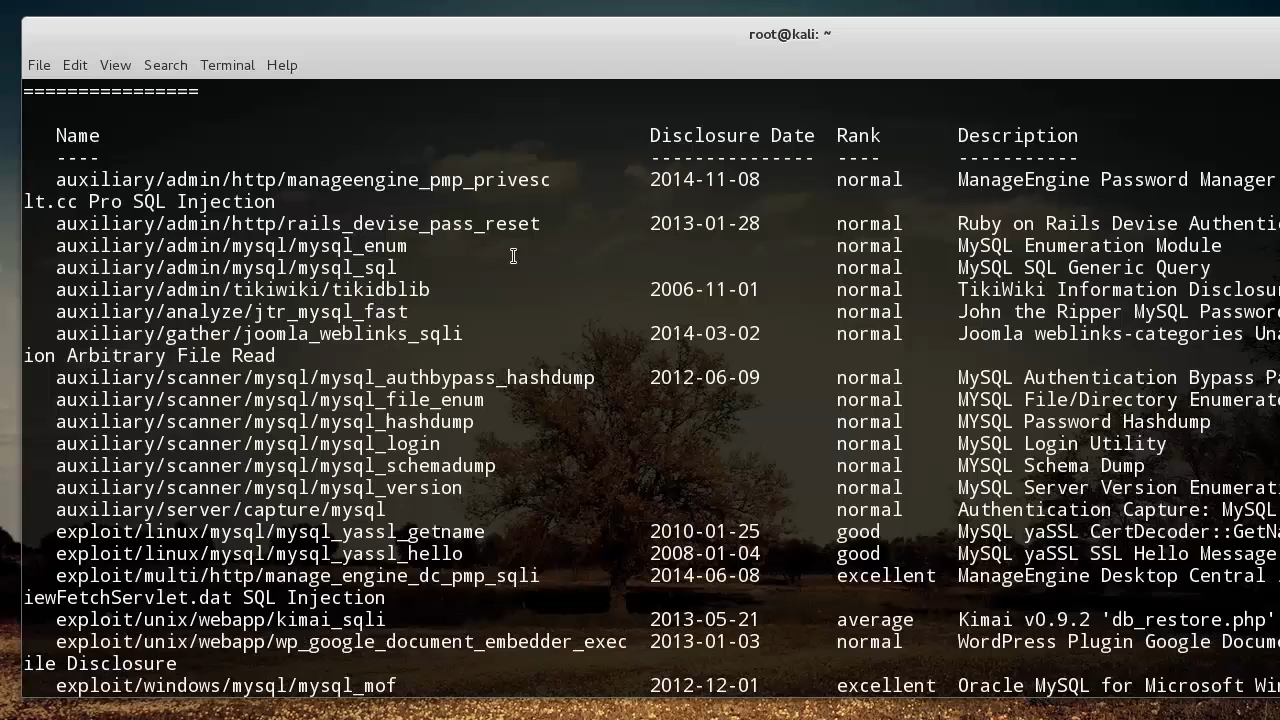 root@kali: ~
File Edit View Search Terminal Help
================
Name Disclosure Date Rank Description
---- --------------- ---- -----------
auxiliary/admin/http/manageengine_pmp_privesc 2014-11-08 normal ManageEngine Password Manager
lt.cc Pro SQL Injection
auxiliary/admin/http/rails_devise_pass_reset 2013-01-28 normal Ruby on Rails Devise Authenti
auxiliary/admin/mysql/mysql_enum normal MySQL Enumeration Module
auxiliary/admin/mysql/mysql_sql normal MySQL SQL Generic Query
auxiliary/admin/tikiwiki/tikidblib 2006-11-01 normal TikiWiki Information Disclosu
auxiliary/analyze/jtr_mysql_fast normal John the Ripper MySQL Passwor
auxiliary/gather/joomla_weblinks_sqli 2014-03-02 normal Joomla weblinks-categories Una
ion Arbitrary File Read
auxiliary/scanner/mysql/mysql_authbypass_hashdump 2012-06-09 normal MySQL Authentication Bypass Pa
auxiliary/scanner/mysql/mysql_file_enum normal MYSQL File/Directory Enumerato
auxiliary/scanner/mysql/mysql_hashdump normal MYSQL Password Hashdump
auxiliary/scanner/mysql/mysql_login normal MySQL Login Utility
auxiliary/scanner/mysql/mysql_schemadump normal MYSQL Schema Dump
auxiliary/scanner/mysql/mysql_version normal MySQL Server Version Enumerati
auxiliary/server/capture/mysql normal Authentication Capture: MySQL
exploit/linux/mysql/mysql_yassl_getname 2010-01-25 good MySQL yaSSL CertDecoder::GetNa
exploit/linux/mysql/mysql_yassl_hello 2008-01-04 good MySQL yaSSL SSL Hello Message
exploit/multi/http/manage_engine_dc_pmp_sqli 2014-06-08 excellent ManageEngine Desktop Central
iewFetchServlet.dat SQL Injection
exploit/unix/webapp/kimai_sqli 2013-05-21 average Kimai v0.9.2 'db_restore.php'
exploit/unix/webapp/wp_google_document_embedder_exec 2013-01-03 normal WordPress Plugin Google Docum
ile Disclosure
exploit/windows/mysql/mysql_mof 2012-12-01 excellent Oracle MySQL for Microsoft Wi